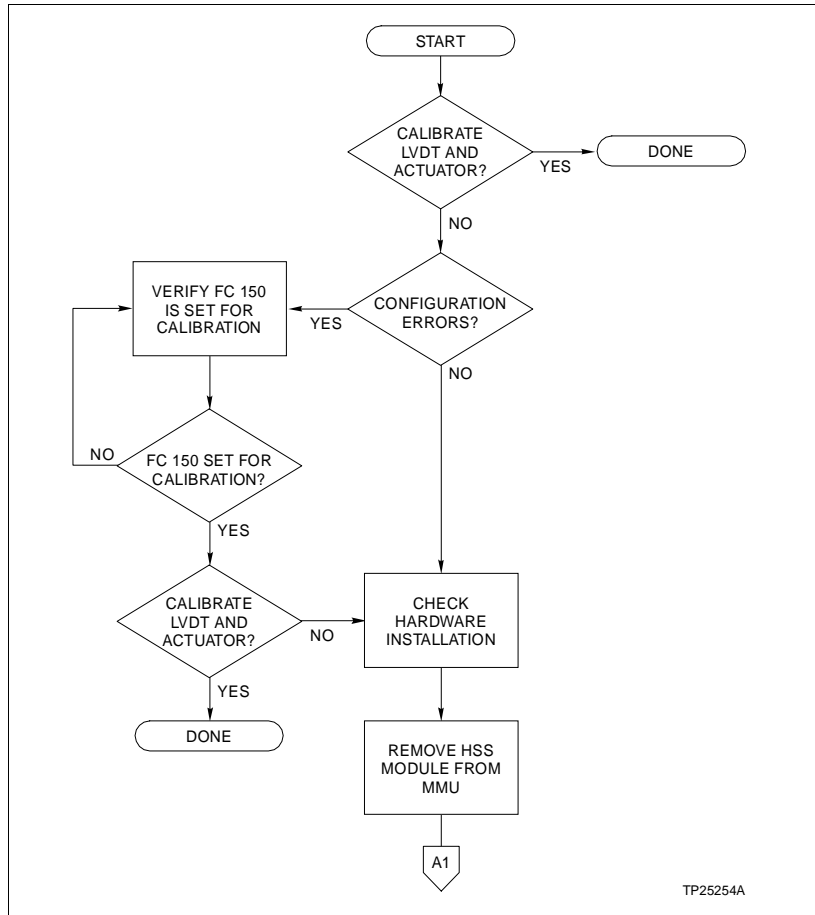 START
CALIBRATE
LVDT AND
ACTUATOR?
YES
DONE
NO
CONFIGURATION
ERRORS?
YES
NO
VERIFY FC 150
IS SET FOR
CALIBRATION
FC 150 SET FOR
CALIBRATION?
NO
YES
CALIBRATE
LVDT AND
ACTUATOR?
NO
YES
DONE
CHECK
HARDWARE
INSTALLATION
REMOVE HSS
MODULE FROM
MMU
A1
TP25254A